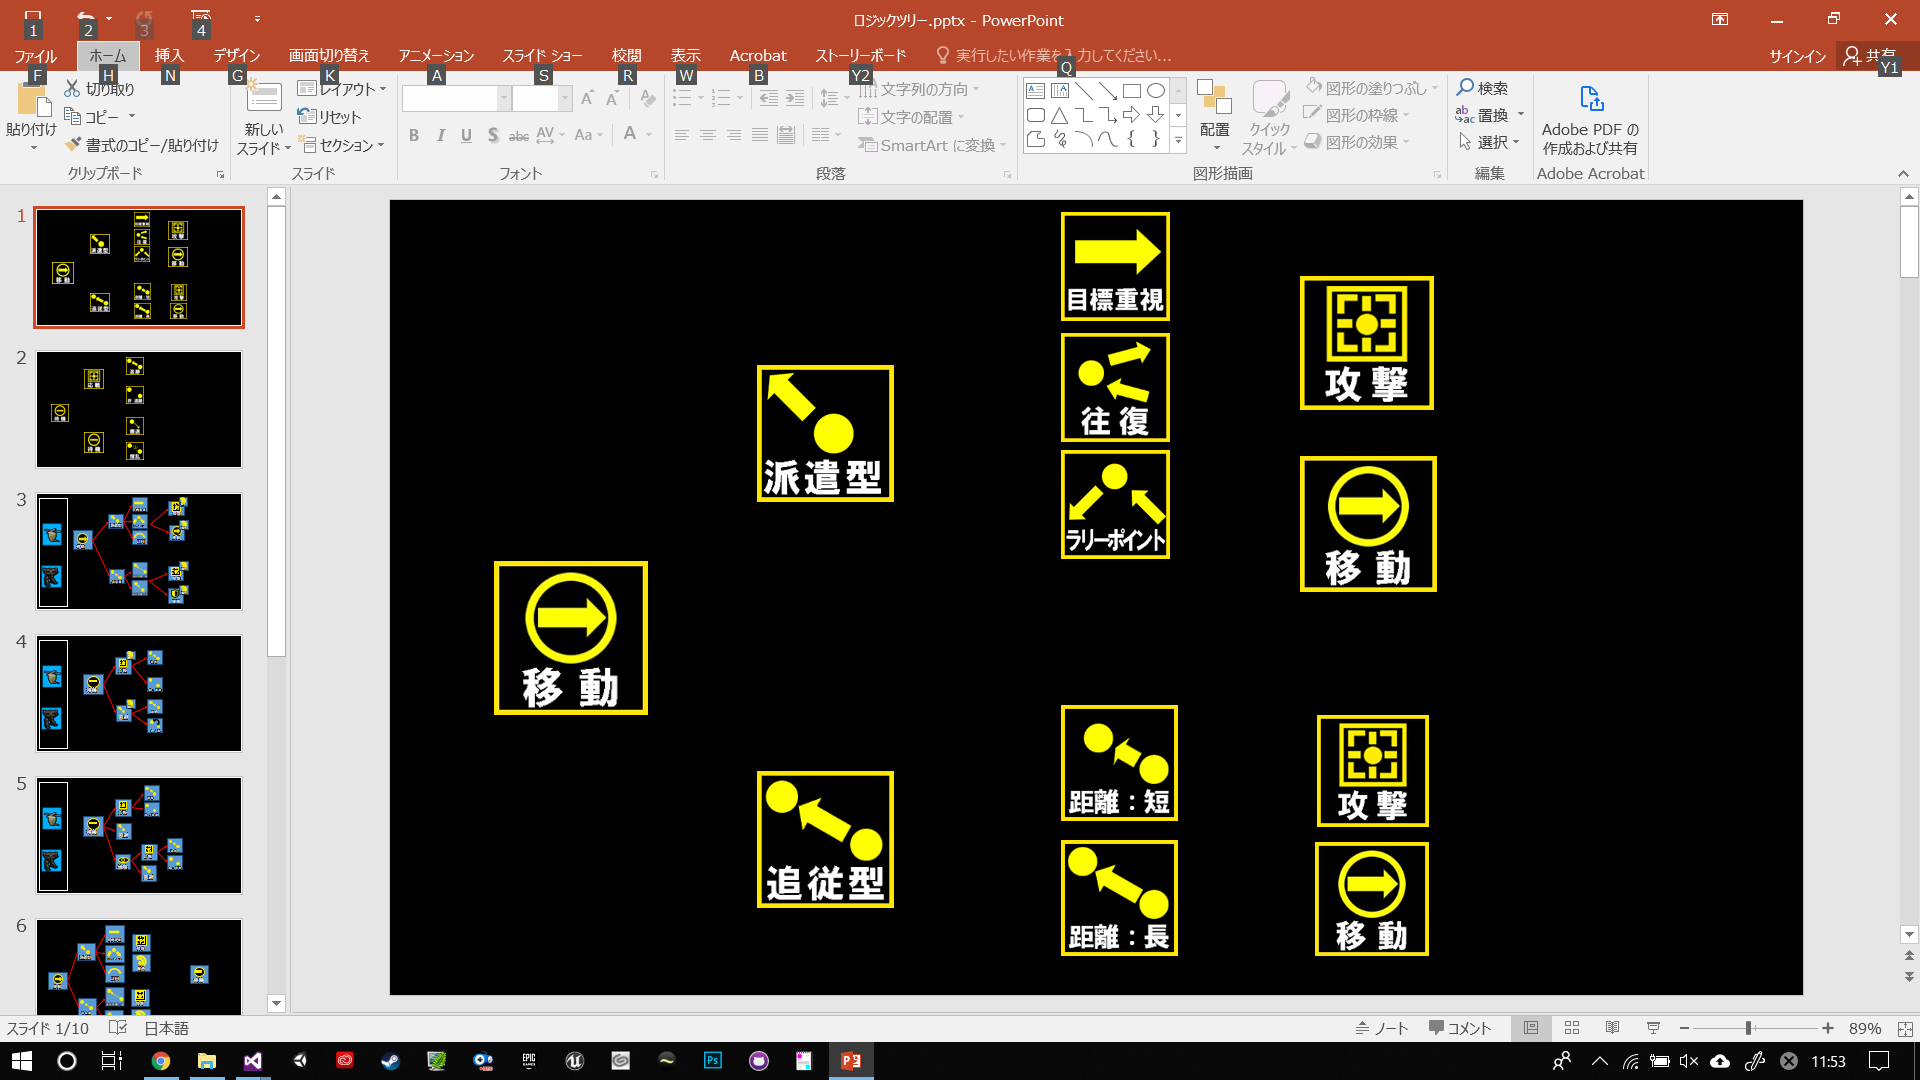 ロジックツリー.pptx - PowerPoint
1
2
3
4
ファイル
ホーム
挿入
デザイン
画面切り替え
アニメーション
スライド ショー
校閲
表示
Acrobat
ストーリーボード
実行したい作業を入力してください...
サインイン
共有
F
H
N
G
K
A
S
R
W
B
Y2
Q
Y1
貼り付け
切り取り
コピー
書式のコピー/貼り付け
クリップボード
新しい
スライド
レイアウト
リセット
セクション
スライド
B I U S abc AV Aa A
フォント
文字列の方向
文字の配置
SmartArt に変換
段落
配置
クイック
スタイル
図形の塗りつぶし
図形の枠線
図形の効果
図形描画
検索
置換
選択
編集
Adobe PDF の
作成および共有
Adobe Acrobat
1
2
3
4
5
6
移動
派遣型
追従型
目標重視
往復
ラリーポイント
距離：短
距離：長
攻撃
移動
攻撃
移動
スライド 1/10
日本語
ノート
コメント
89%
11:53